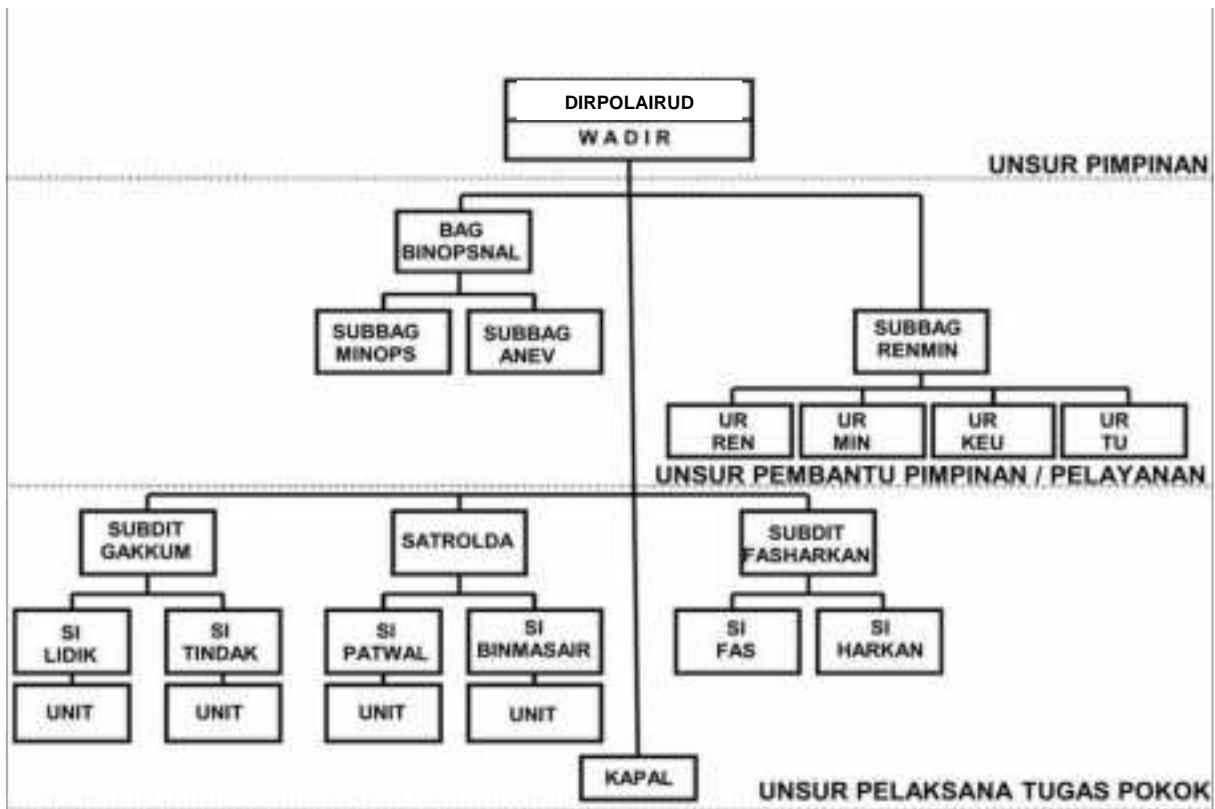 DIRPOLAIRUD
WADIR
UNSUR PIMPINAN
BAG
BINOPSNAL
SUBBAG
MINOPS
SUBBAG
ANEV
SUBBAG
RENMIN
UR
REN
UR
MIN
UR
KEU
UR
TU
UNSUR PEMBANTU PIMPINAN / PELAYANAN
SUBDIT
GAKKUM
SATROLDA
SUBDIT
FASHARKAN
SI
LIDIK
SI
TINDAK
SI
PATWAL
SI
BINMASAIR
SI
FAS
SI
HARKAN
UNIT
UNIT
UNIT
UNIT
KAPAL
UNSUR PELAKSANA TUGAS POKOK